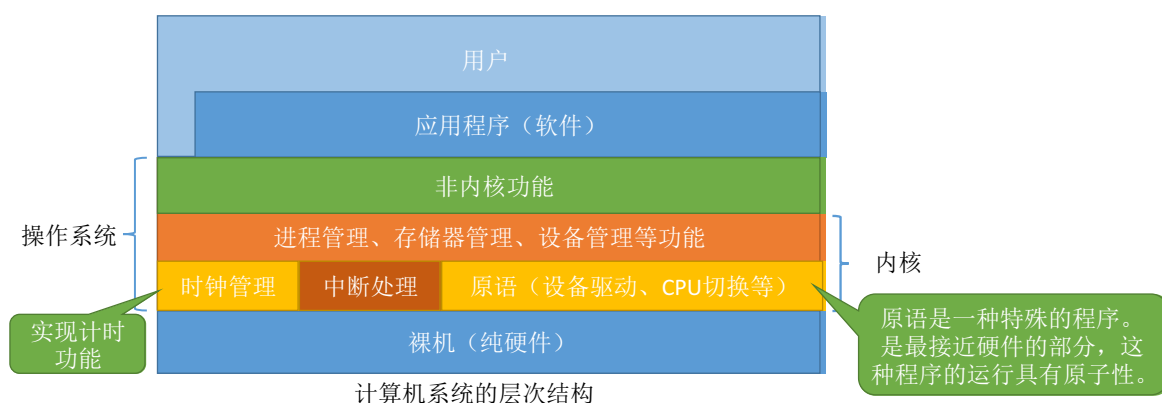 用户
应用程序（软件）
非内核功能
操作系统
进程管理、存储器管理、设备管理等功能
内核
时钟管理
中断处理
原语（设备驱动、CPU切换等）
实现计时
功能
裸机（纯硬件）
原语是一种特殊的程序。
是最接近硬件的部分，这
种程序的运行具有原子性。
计算机系统的层次结构